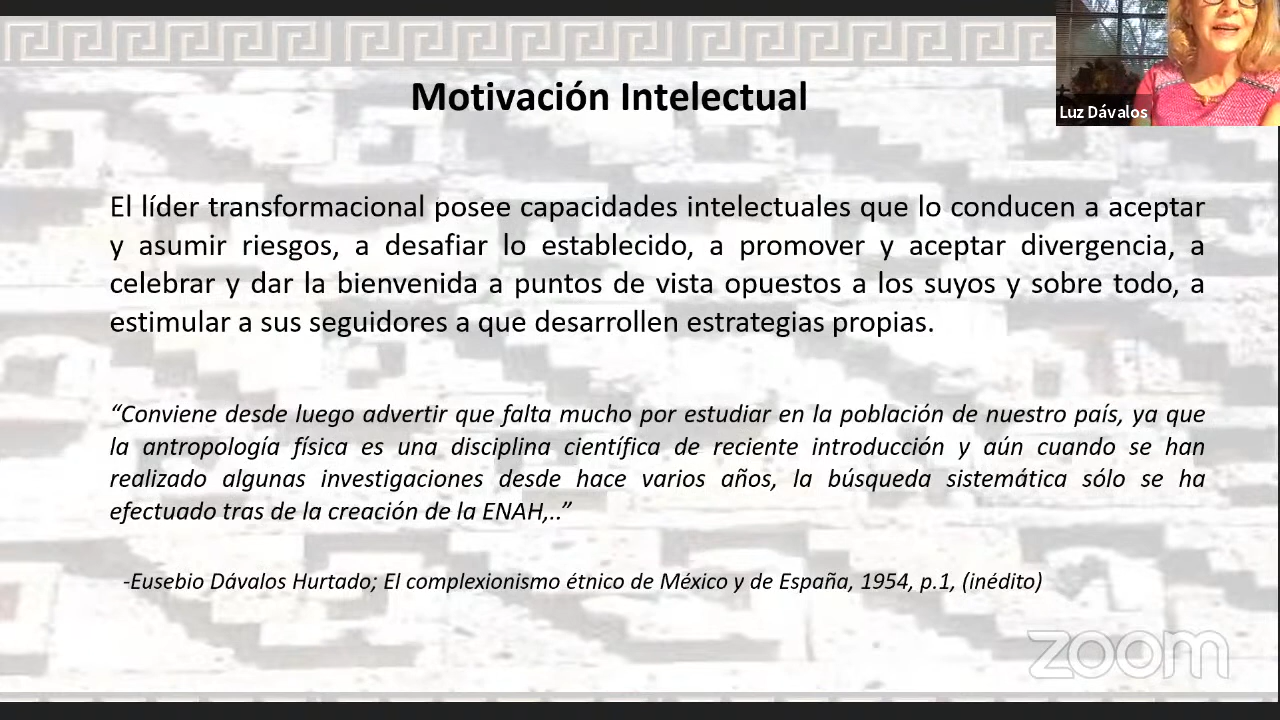 Motivación Intelectual
Luz Dávalos
El líder transformacional posee capacidades intelectuales que lo conducen a aceptar
y asumir riesgos, a desafiar lo establecido, a promover y aceptar divergencia, a
celebrar y dar la bienvenida a puntos de vista opuestos a los suyos y sobre todo, a
estimular a sus seguidores a que desarrollen estrategias propias.
“Conviene desde luego advertir que falta mucho por estudiar en la población de nuestro país, ya que
la antropología física es una disciplina científica de reciente introducción y aún cuando se han
realizado algunas investigaciones desde hace varios años, la búsqueda sistemática sólo se ha
efectuado tras de la creación de la ENAH,..”
-Eusebio Dávalos Hurtado; El complexionismo étnico de México y de España, 1954, p.1, (inédito)
zoom